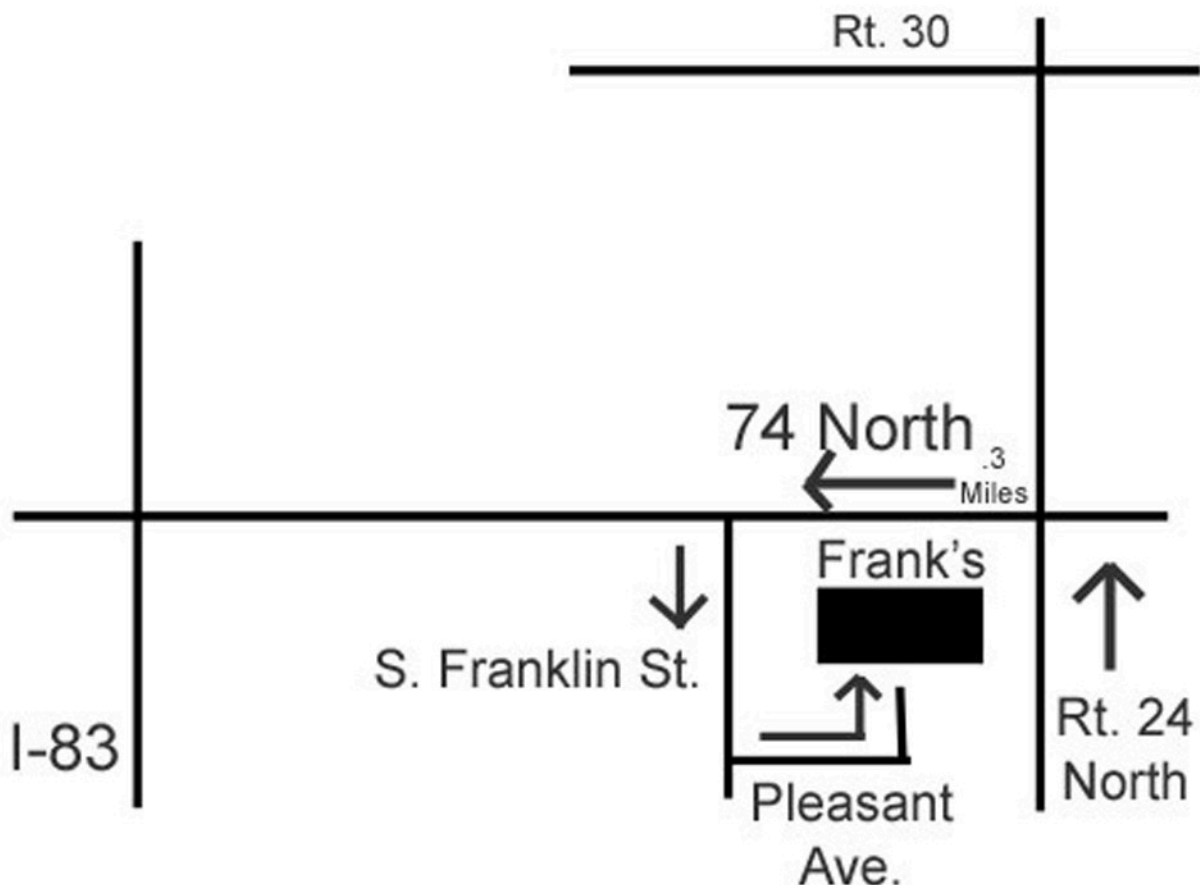 Rt. 30
74 North
.3
Miles
Frank's
S. Franklin St.
I-83
Rt. 24
North
Pleasant
Ave.